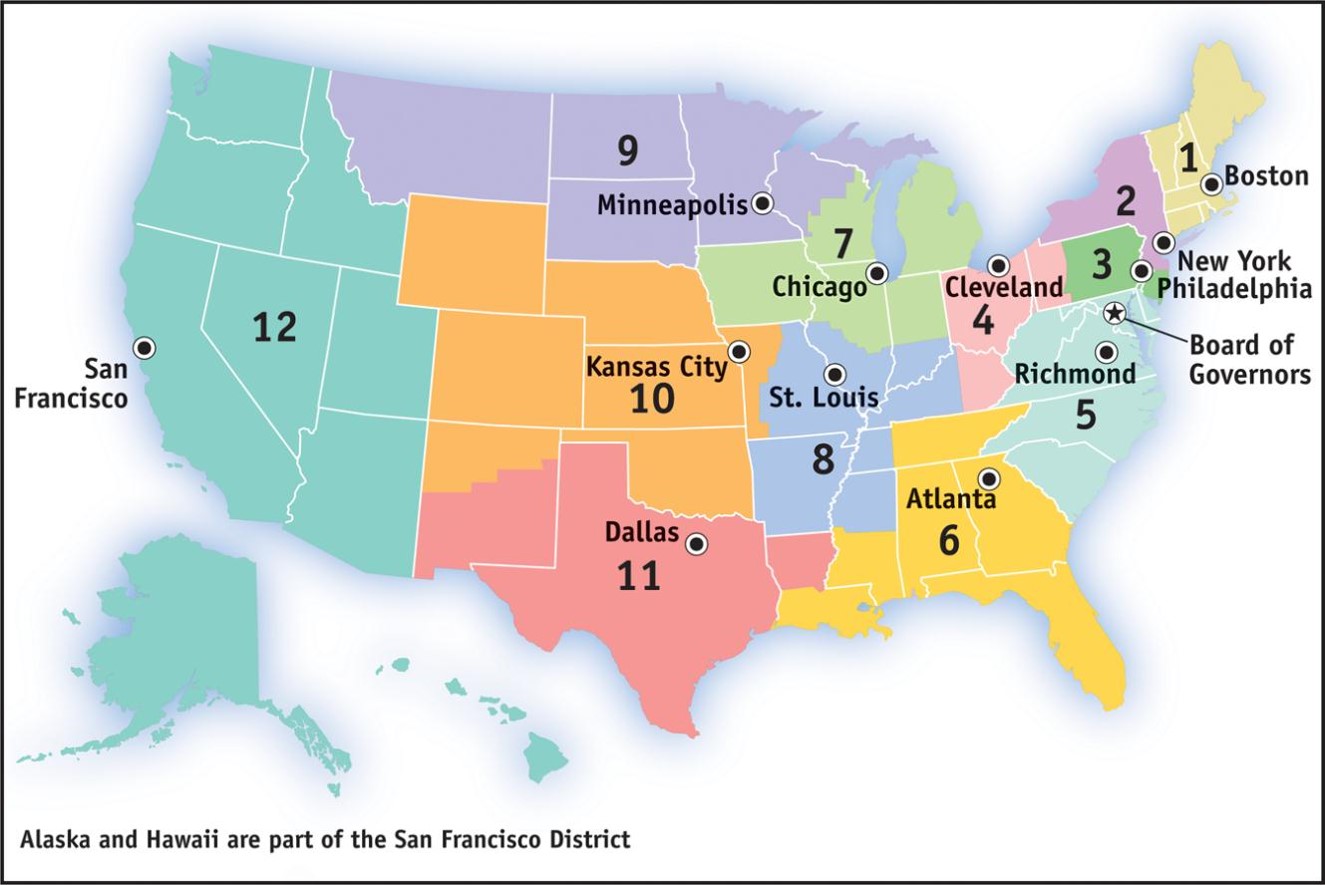 1
Boston
9
2
Minneapolis
7
3
New York
Chicago
Cleveland
Philadelphia
12
4
San
Francisco
Board of
Governors
Kansas City
Richmond
10
St. Louis
5
8
Atlanta
Dallas
6
11
Alaska and Hawaii are part of the San Francisco District